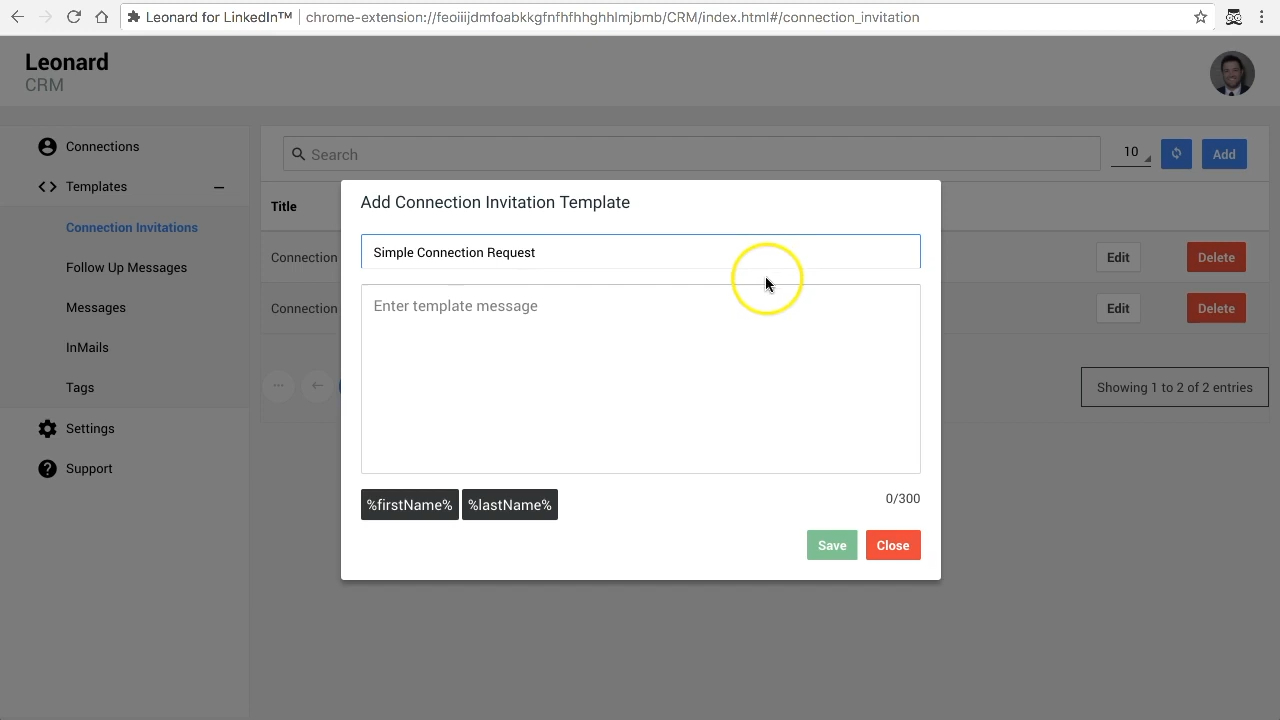 Leonard for LinkedIn™ chrome-extension://feoiiijdmfoabkkgfnfhfhhghhlmjbmb/CRM/index.html#/connection_invitation
Leonard
CRM
Connections
Templates
Connection Invitations
Follow Up Messages
Messages
InMails
Tags
Settings
Support
Search
10
Add
Title
Connection
Edit
Delete
Connection
Edit
Delete
Showing 1 to 2 of 2 entries
Add Connection Invitation Template
Simple Connection Request
Enter template message
%firstName% %lastName%
0/300
Save
Close